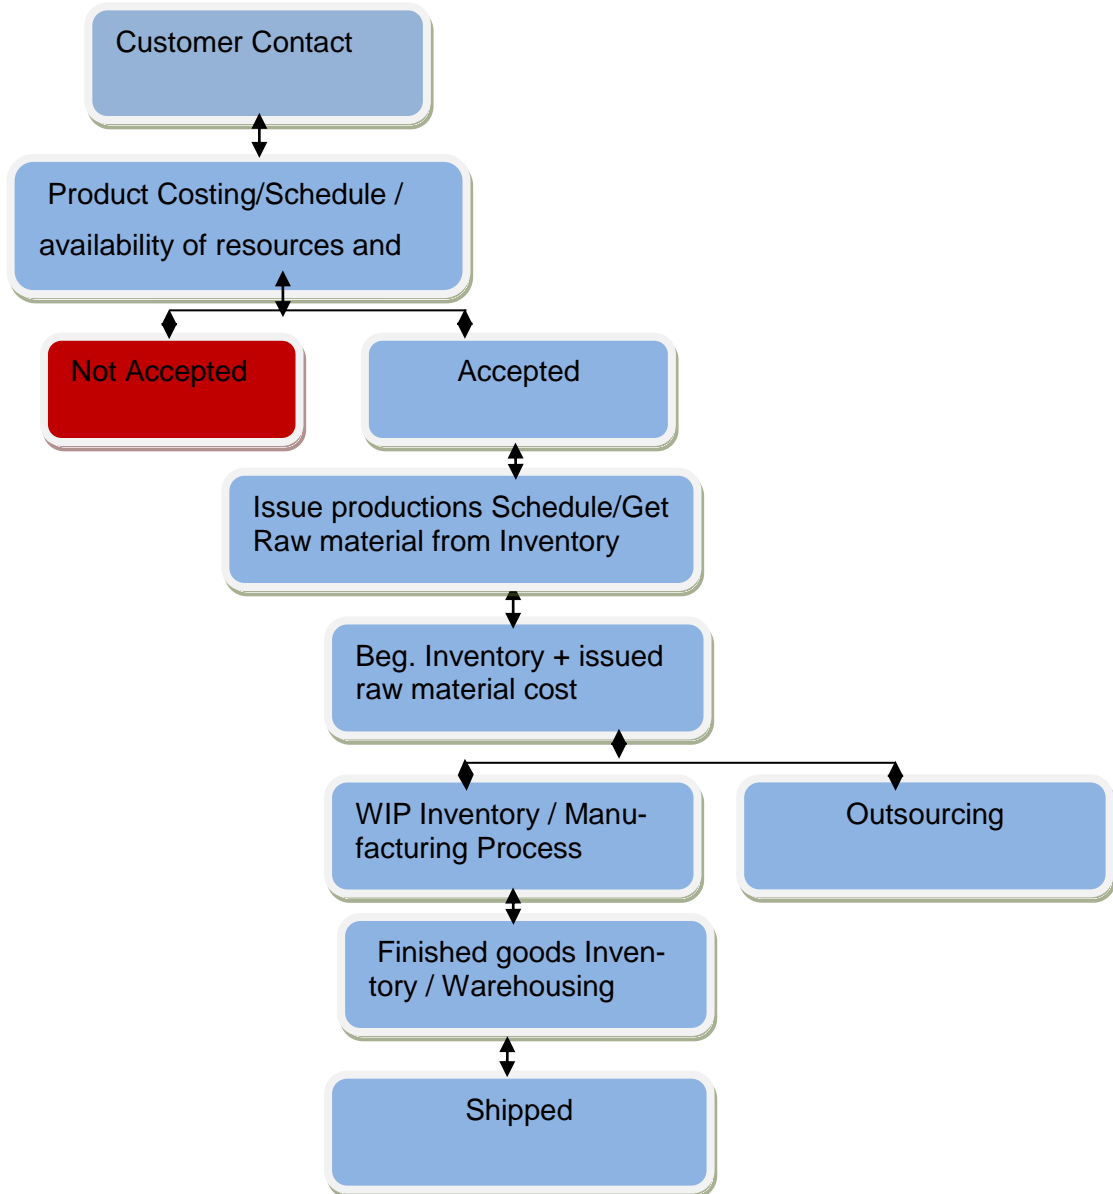 Customer Contact
Product Costing/Schedule /
availability of resources and
Not Accepted
Accepted
Issue productions Schedule/Get
Raw material from Inventory
Beg. Inventory + issued
raw material cost
WIP Inventory / Manu-
facturing Process
Outsourcing
Finished goods Inven-
tory / Warehousing
Shipped